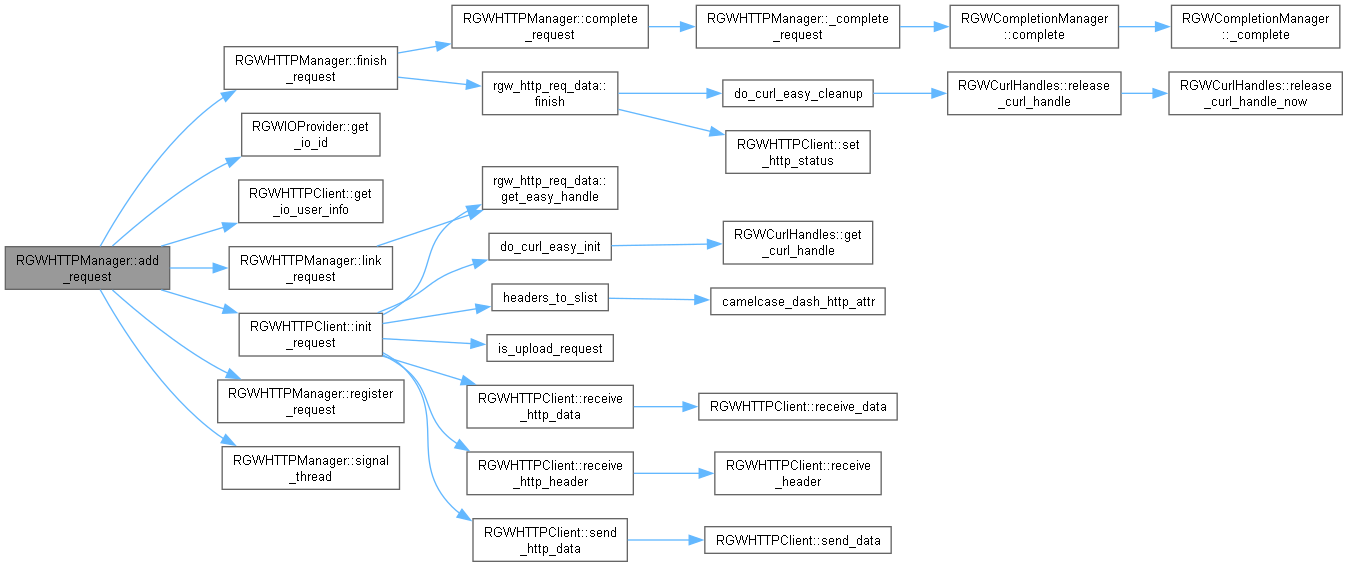 RGWHTTPManager::add
_request
RGWHTTPManager::finish
_request
RGWHTTPManager::complete
_request
RGWHTTPManager::_complete
_request
RGWCompletionManager
::complete
RGWCompletionManager
::_complete
rgw_http_req_data::
finish
do_curl_easy_cleanup
RGWCurlHandles::release
_curl_handle
RGWCurlHandles::release
_curl_handle_now
RGWHTTPClient::set
_http_status
RGWIOProvider::get
_io_id
RGWHTTPClient::get
_io_user_info
RGWHTTPManager::link
_request
rgw_http_req_data::
get_easy_handle
RGWHTTPClient::init
_request
do_curl_easy_init
RGWCurlHandles::get
_curl_handle
headers_to_slist
camelcase_dash_http_attr
is_upload_request
RGWHTTPClient::receive
_http_data
RGWHTTPClient::receive_data
RGWHTTPClient::receive
_http_header
RGWHTTPClient::receive
_header
RGWHTTPClient::send
_http_data
RGWHTTPClient::send_data
RGWHTTPManager::register
_request
RGWHTTPManager::signal
_thread